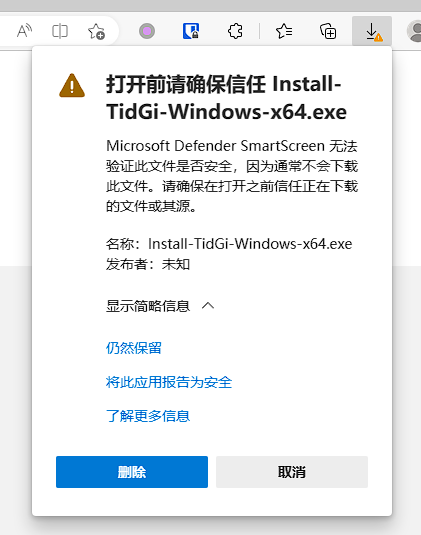 打开前请确保信任 Install-
TidGi-Windows-x64.exe
Microsoft Defender SmartScreen 无法
验证此文件是否安全，因为通常不会下载
此文件。请确保在打开之前信任正在下载
的文件或其源。
名称：Install-TidGi-Windows-x64.exe
发布者：未知
显示简略信息
仍然保留
将此应用报告为安全
了解更多信息
删除
取消